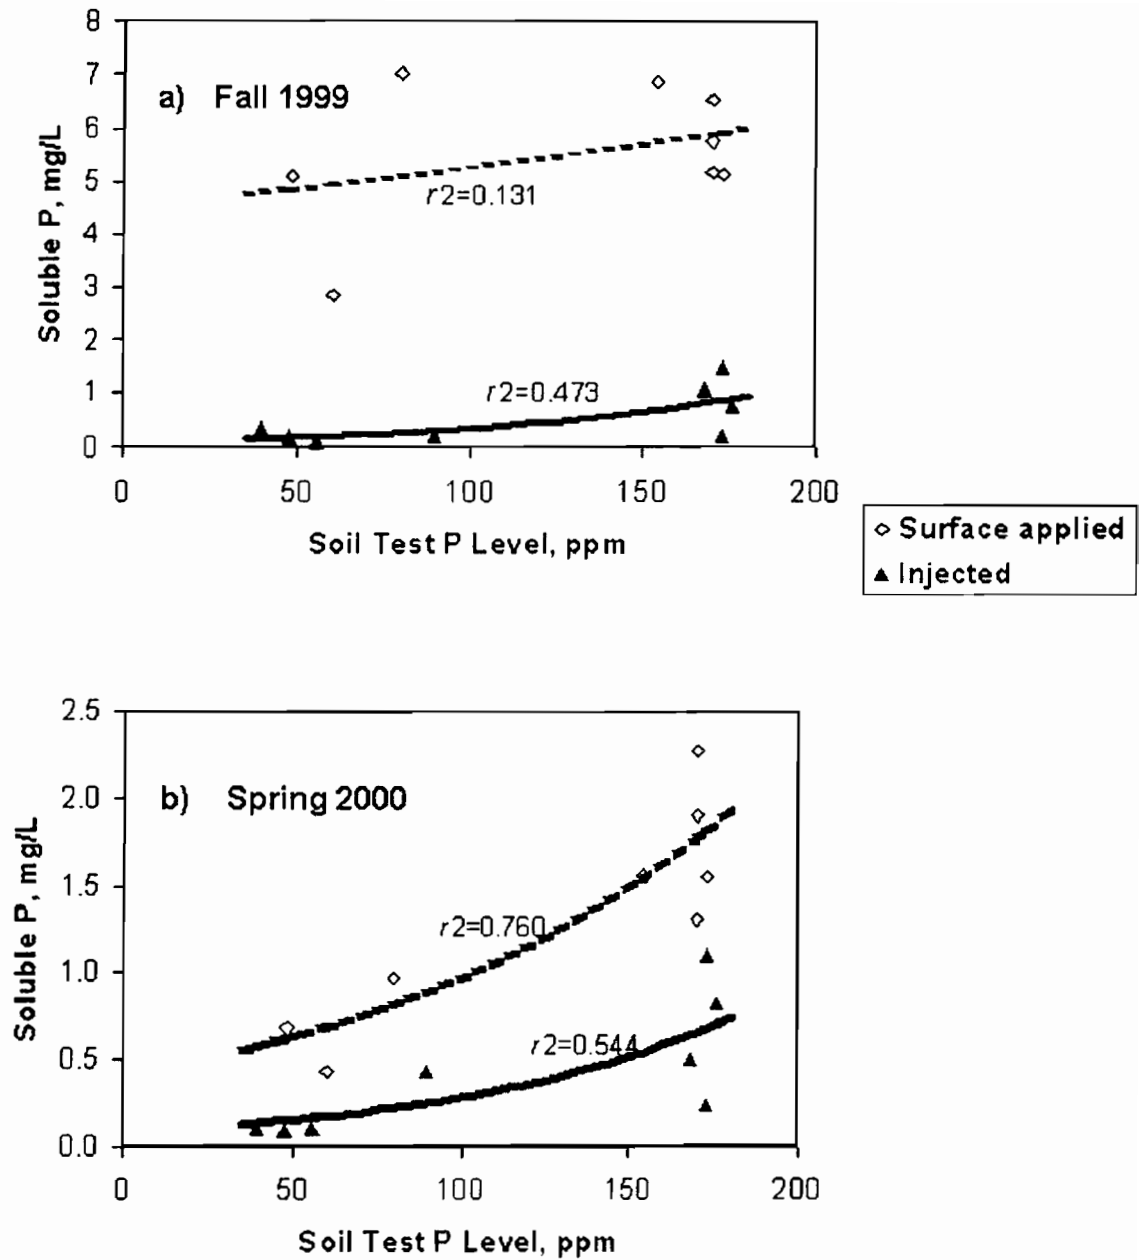 8
7
6
5
4
3
2
1
0
Soluble P, mg/L
a) Fall 1999
r2=0.131
r2=0.473
0 50 100 150 200
Soil Test P Level, ppm
Surface applied
Injected
2.5
2.0
1.5
1.0
0.5
0.0
Soluble P, mg/L
b) Spring 2000
r2=0.760
r2=0.544
0 50 100 150 200
Soil Test P Level, ppm